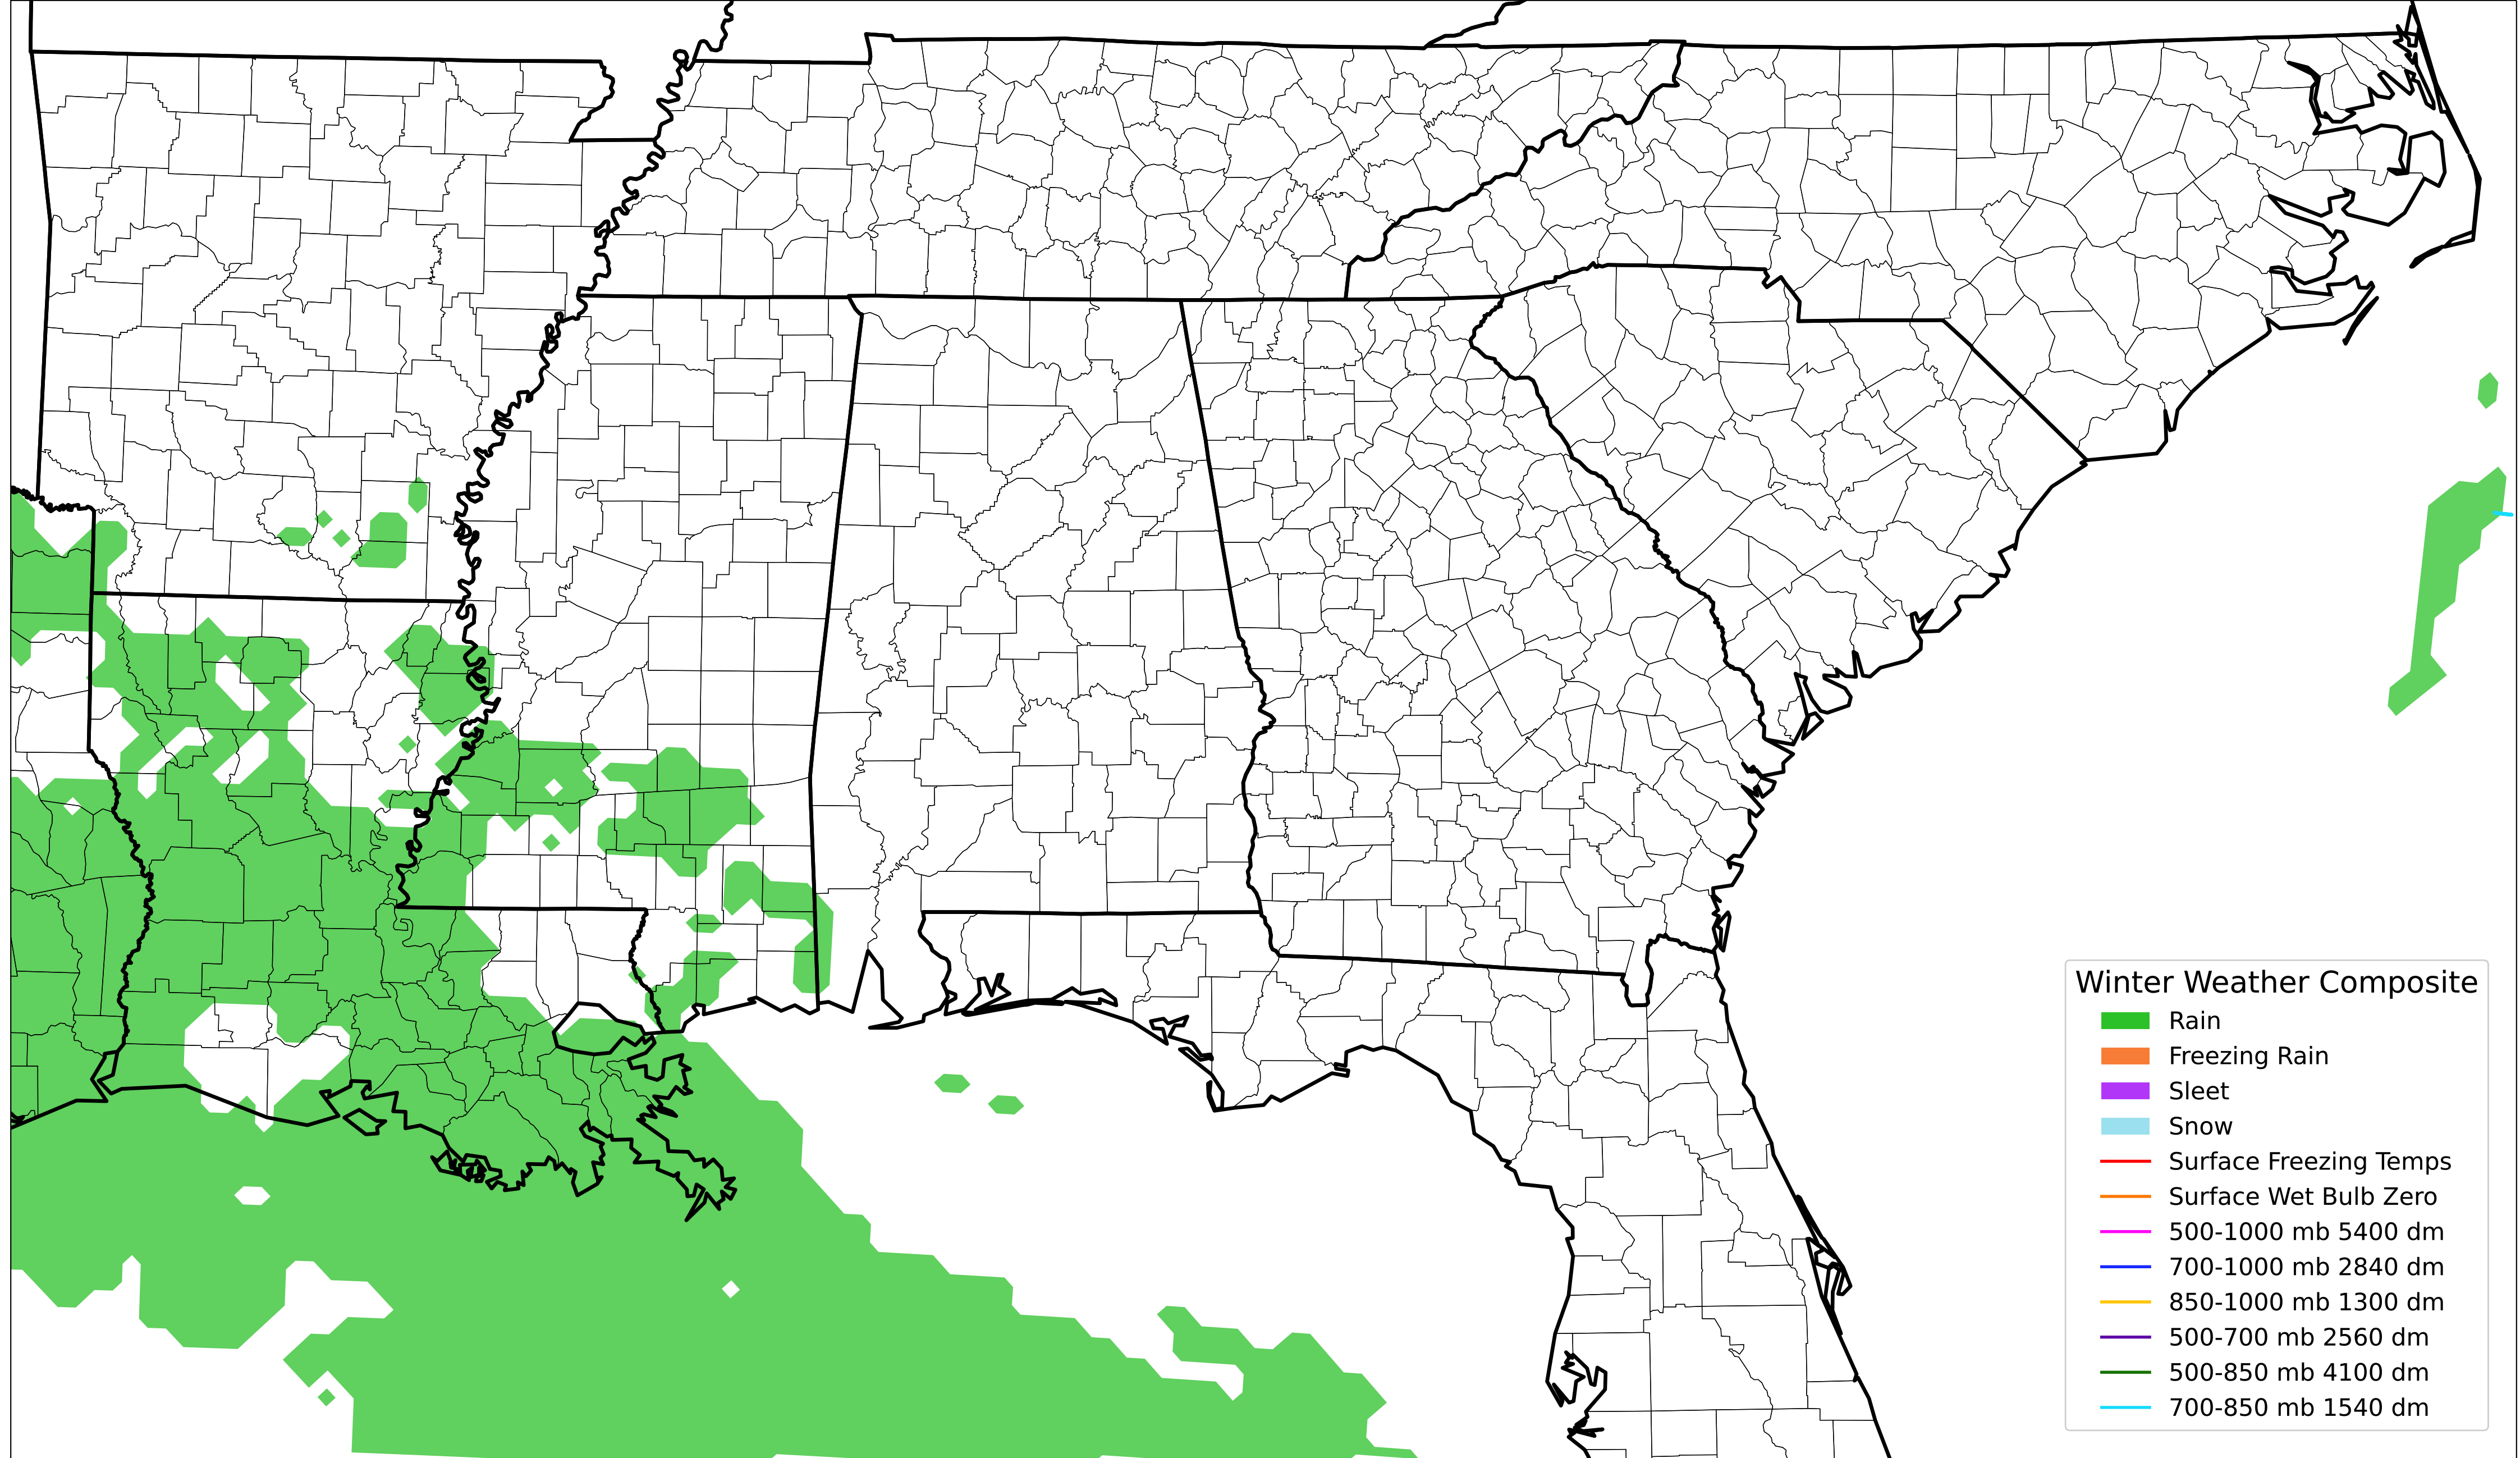 Winter Weather Composite
Rain
Freezing Rain
Sleet
Snow
Surface Freezing Temps
Surface Wet Bulb Zero
500-1000 mb 5400 dm
700-1000 mb 2840 dm
850-1000 mb 1300 dm
500-700 mb 2560 dm
500-850 mb 4100 dm
700-850 mb 1540 dm